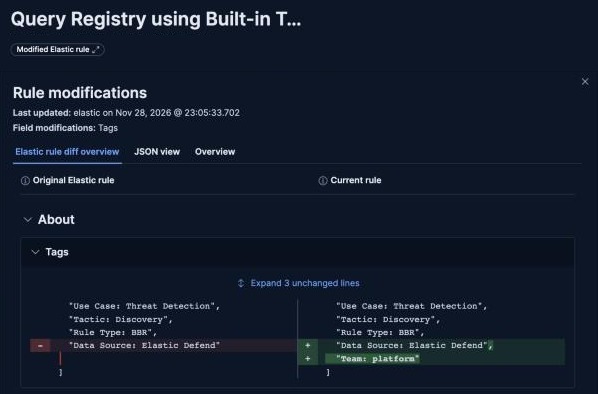 Query Registry using Built-in T...
Modified Elastic rule
Rule modifications
Last updated: elastic on Nov 28, 2026 @ 23:05:33.702
Field modifications: Tags
Elastic rule diff overview JSON view Overview
Original Elastic rule Current rule
About
Tags
Expand 3 unchanged lines
"Use Case: Threat Detection", "Use Case: Threat Detection",
"Tactic: Discovery", "Tactic: Discovery",
"Rule Type: BBR", "Rule Type: BBR",
- "Data Source: Elastic Defend" + "Data Source: Elastic Defend",
+ "Team: platform"
] ]